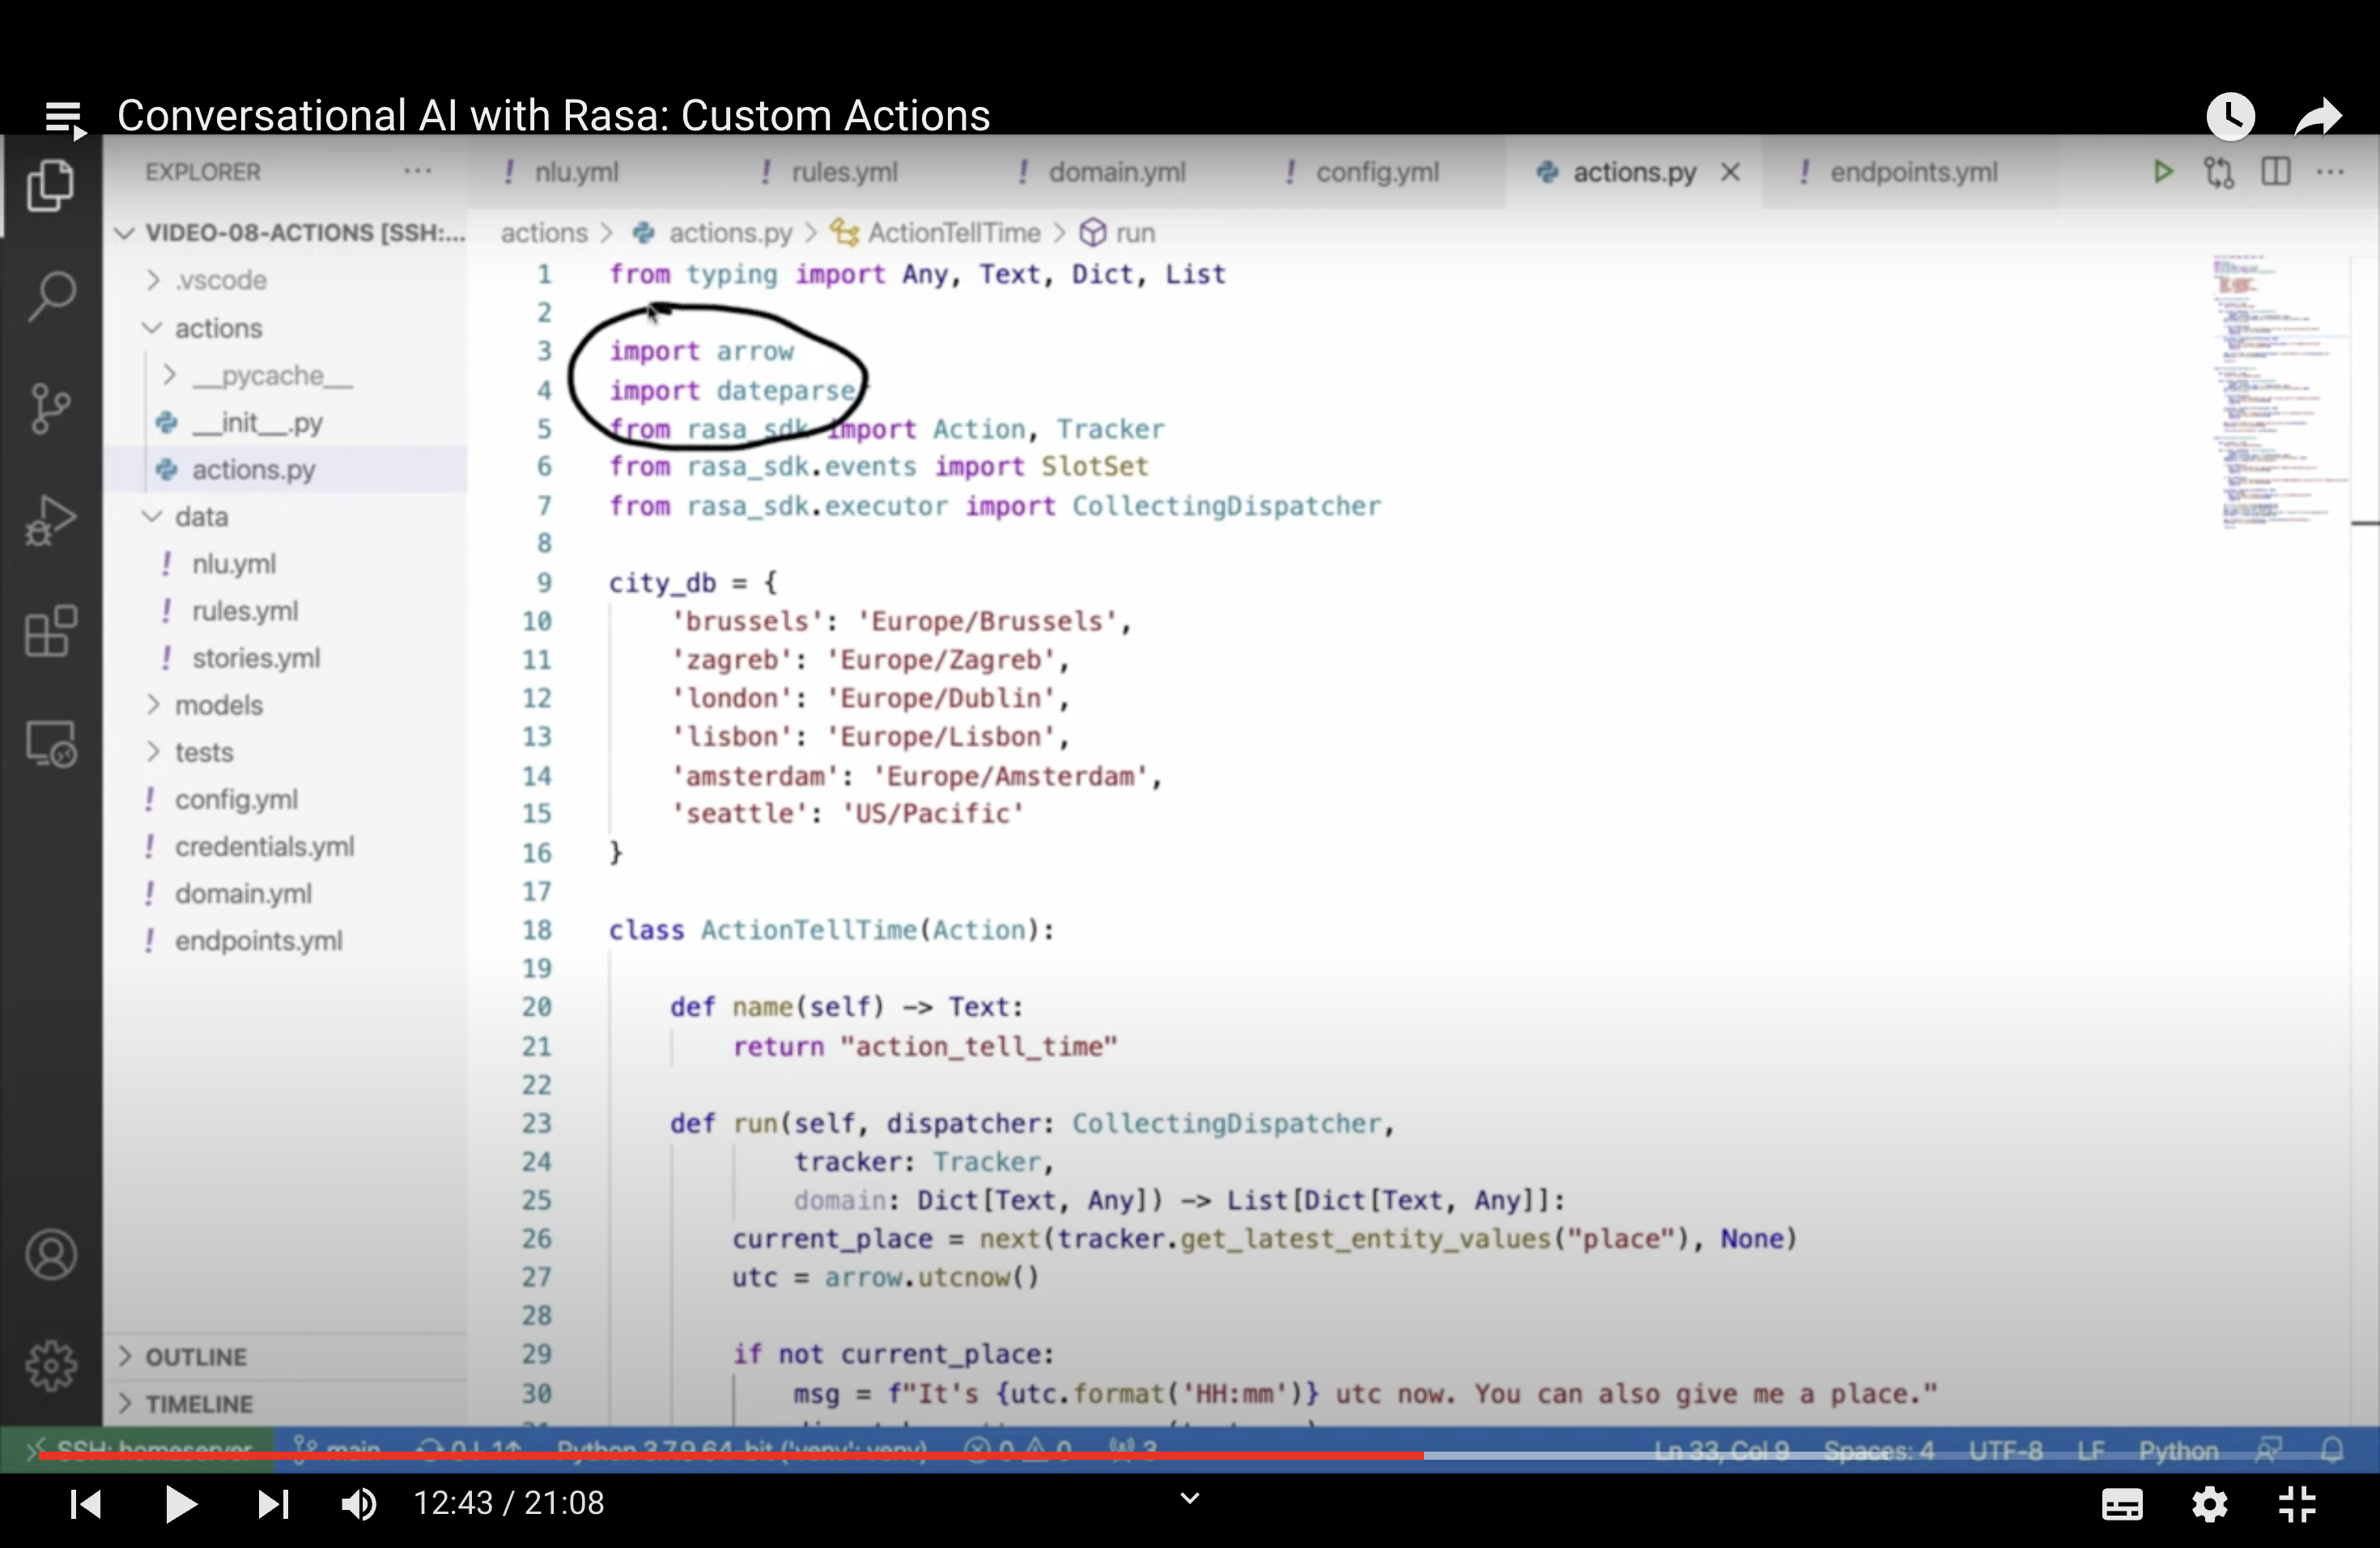 Conversational AI with Rasa: Custom Actions
EXPLORER
nlu.yml
rules.yml
domain.yml
config.yml
actions.py
endpoints.yml
VIDEO-08-ACTIONS [SSH:...
actions > actions.py > ActionTellTime > run
.vscode
actions
__pycache__
__init__.py
actions.py
data
nlu.yml
rules.yml
stories.yml
models
tests
config.yml
credentials.yml
domain.yml
endpoints.yml
OUTLINE
TIMELINE
1 from typing import Any, Text, Dict, List
2
3 import arrow
4 import dateparse
5 from rasa_sdk import Action, Tracker
6 from rasa_sdk.events import SlotSet
7 from rasa_sdk.executor import CollectingDispatcher
8
9 city_db = {
10 'brussels': 'Europe/Brussels',
11 'zagreb': 'Europe/Zagreb',
12 'london': 'Europe/Dublin',
13 'lisbon': 'Europe/Lisbon',
14 'amsterdam': 'Europe/Amsterdam',
15 'seattle': 'US/Pacific'
16 }
17
18 class ActionTellTime(Action):
19
20 def name(self) -> Text:
21 return "action_tell_time"
22
23 def run(self, dispatcher: CollectingDispatcher,
24 tracker: Tracker,
25 domain: Dict[Text, Any]) -> List[Dict[Text, Any]]:
26 current_place = next(tracker.get_latest_entity_values("place"), None)
27 utc = arrow.utcnow()
28
29 if not current_place:
30 msg = f"It's {utc.format('HH:mm')} utc now. You can also give me a place."
SSH: homeserver main 0↓ 1↑ Python 3.7.9 64-bit ('venv': venv) 0 0 3 Ln 33, Col 9 Spaces: 4 UTF-8 LF Python
12:43 / 21:08